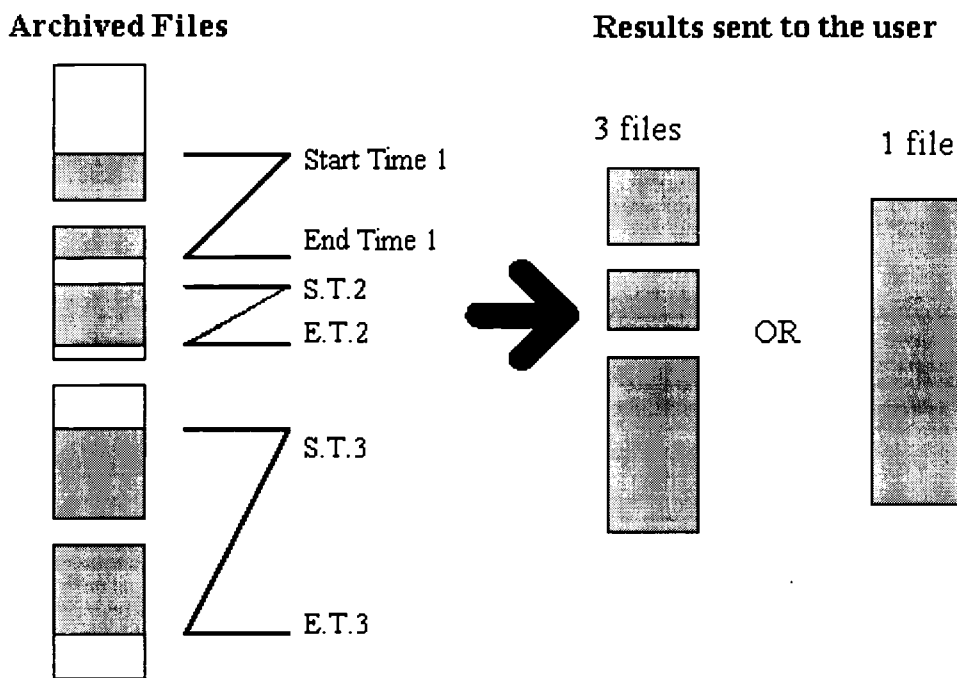 Archived Files
Results sent to the user
3 files
1 file
Start Time 1
End Time 1
S.T.2
E.T.2
OR
S.T.3
E.T.3